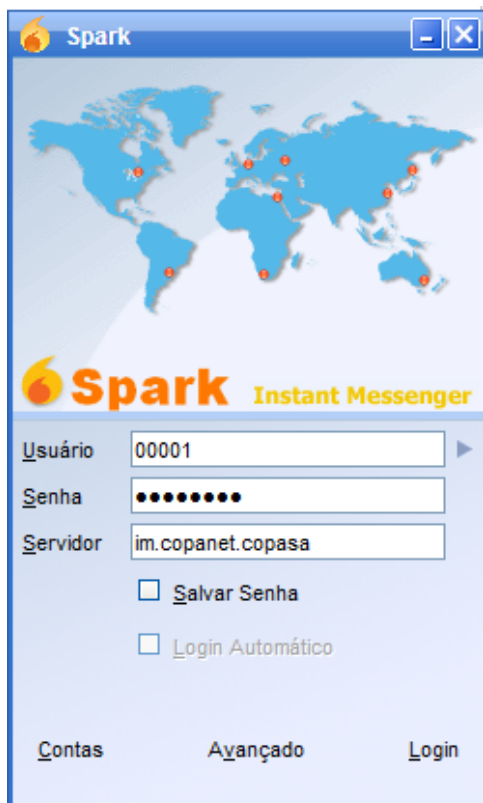 Spark
Spark Instant Messenger
Usuário 00001
Senha ●●●●●●●●
Servidor im.copanet.copasa
Salvar Senha
Login Automático
Contas Avançado Login